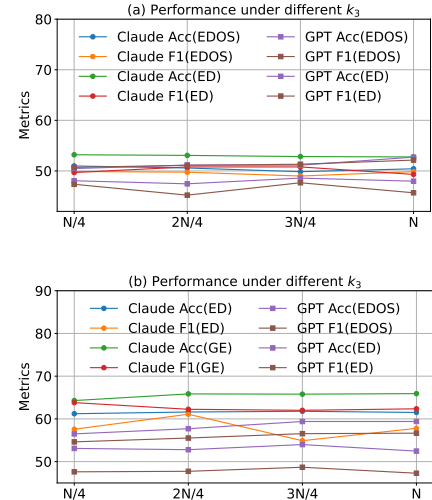 (a) Performance under different k3
80
70
60
50
Metrics
Claude Acc(EDOS)
Claude F1(EDOS)
Claude Acc(ED)
Claude F1(ED)
GPT Acc(EDOS)
GPT F1(EDOS)
GPT Acc(ED)
GPT F1(ED)
N/4 2N/4 3N/4 N
(b) Performance under different k3
90
80
70
60
50
Metrics
Claude Acc(ED)
Claude F1(ED)
Claude Acc(GE)
Claude F1(GE)
GPT Acc(EDOS)
GPT F1(EDOS)
GPT Acc(ED)
GPT F1(ED)
N/4 2N/4 3N/4 N